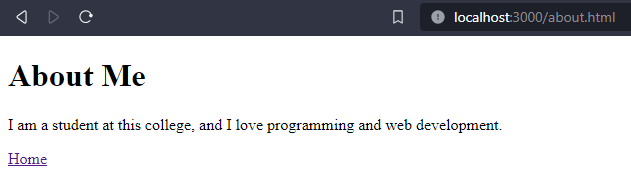 localhost:3000/about.html
About Me
I am a student at this college, and I love programming and web development.
Home